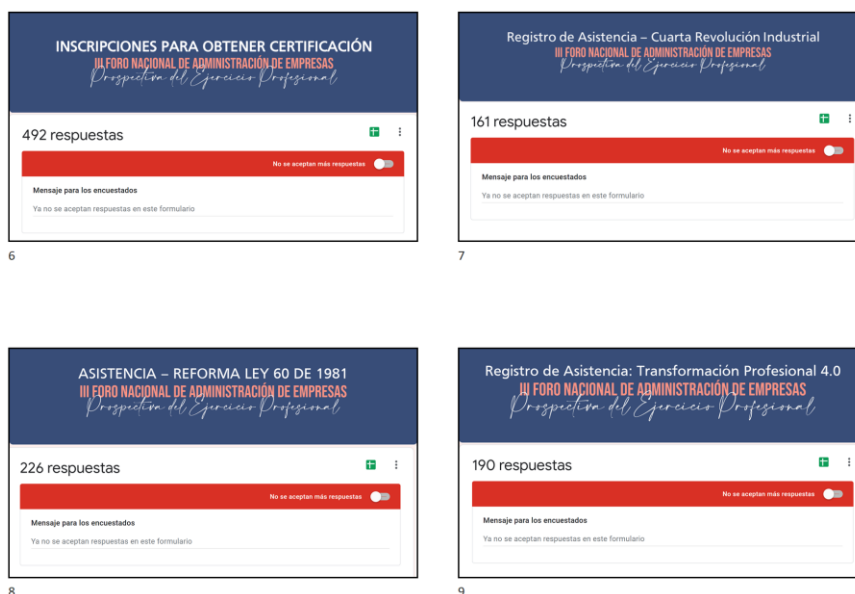 INSCRIPCIONES PARA OBTENER CERTIFICACIÓN
III FORO NACIONAL DE ADMINISTRACIÓN DE EMPRESAS
Prospectiva del Ejercicio Profesional
492 respuestas
No se aceptan más respuestas
Mensaje para los encuestados
Ya no se aceptan respuestas en este formulario
6
Registro de Asistencia – Cuarta Revolución Industrial
III FORO NACIONAL DE ADMINISTRACIÓN DE EMPRESAS
Prospectiva del Ejercicio Profesional
161 respuestas
No se aceptan más respuestas
Mensaje para los encuestados
Ya no se aceptan respuestas en este formulario
7
ASISTENCIA – REFORMA LEY 60 DE 1981
III FORO NACIONAL DE ADMINISTRACIÓN DE EMPRESAS
Prospectiva del Ejercicio Profesional
226 respuestas
No se aceptan más respuestas
Mensaje para los encuestados
Ya no se aceptan respuestas en este formulario
8
Registro de Asistencia: Transformación Profesional 4.0
III FORO NACIONAL DE ADMINISTRACIÓN DE EMPRESAS
Prospectiva del Ejercicio Profesional
190 respuestas
No se aceptan más respuestas
Mensaje para los encuestados
Ya no se aceptan respuestas en este formulario
9